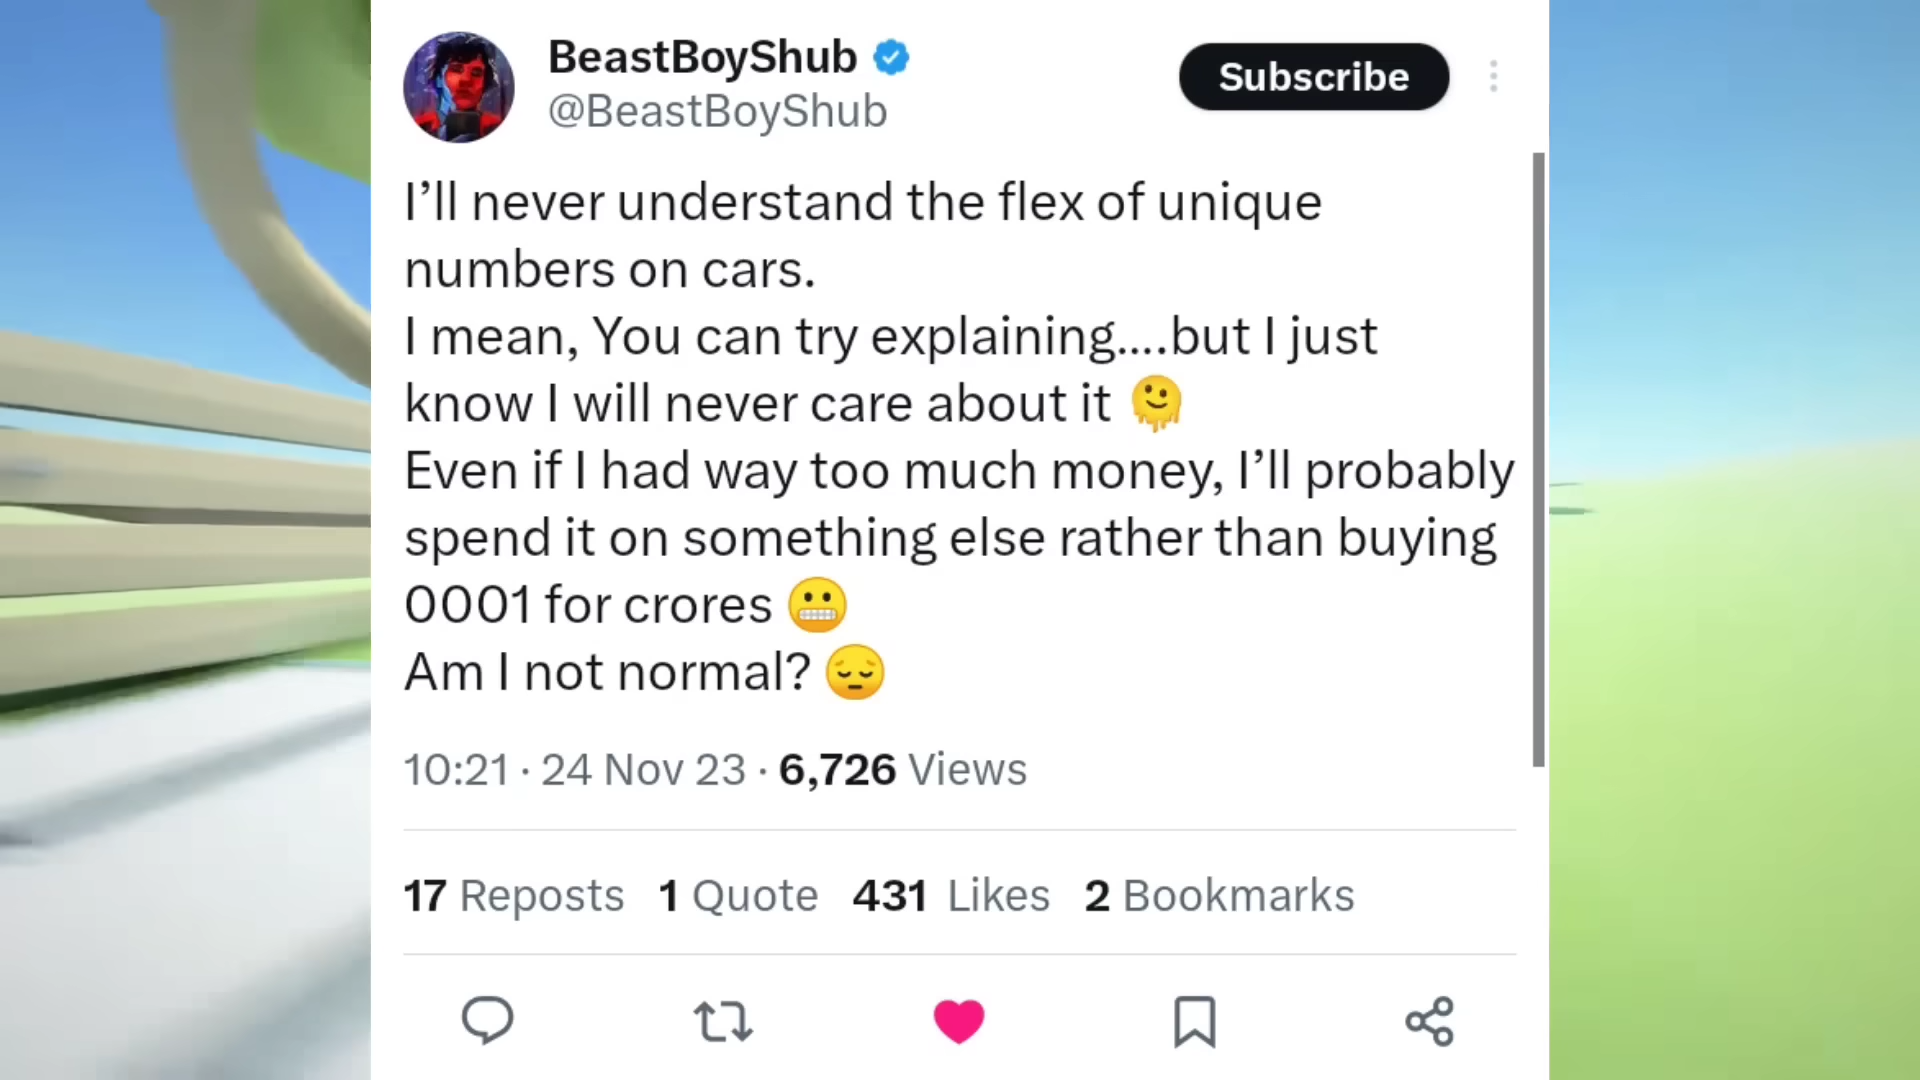 BeastBoyShub
@BeastBoyShub
Subscribe
I’ll never understand the flex of unique
numbers on cars.
I mean, You can try explaining....but I just
know I will never care about it 🫠
Even if I had way too much money, I’ll probably
spend it on something else rather than buying
0001 for crores 😬
Am I not normal? 😔
10:21 · 24 Nov 23 · 6,726 Views
17 Reposts 1 Quote 431 Likes 2 Bookmarks